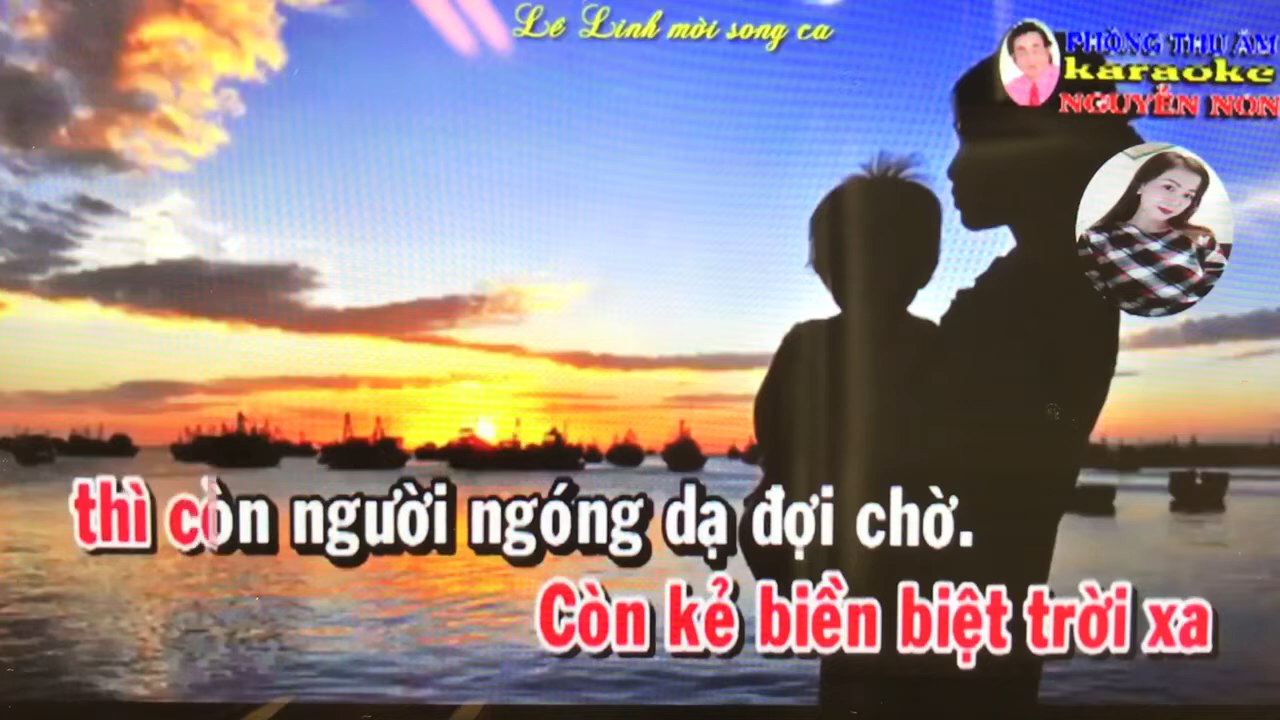 Lê Linh mời song ca
PHÒNG THU ÂM
karaoke
NGUYỄN NON
thì còn người ngóng dạ đợi chờ.
Còn kẻ biền biệt trời xa